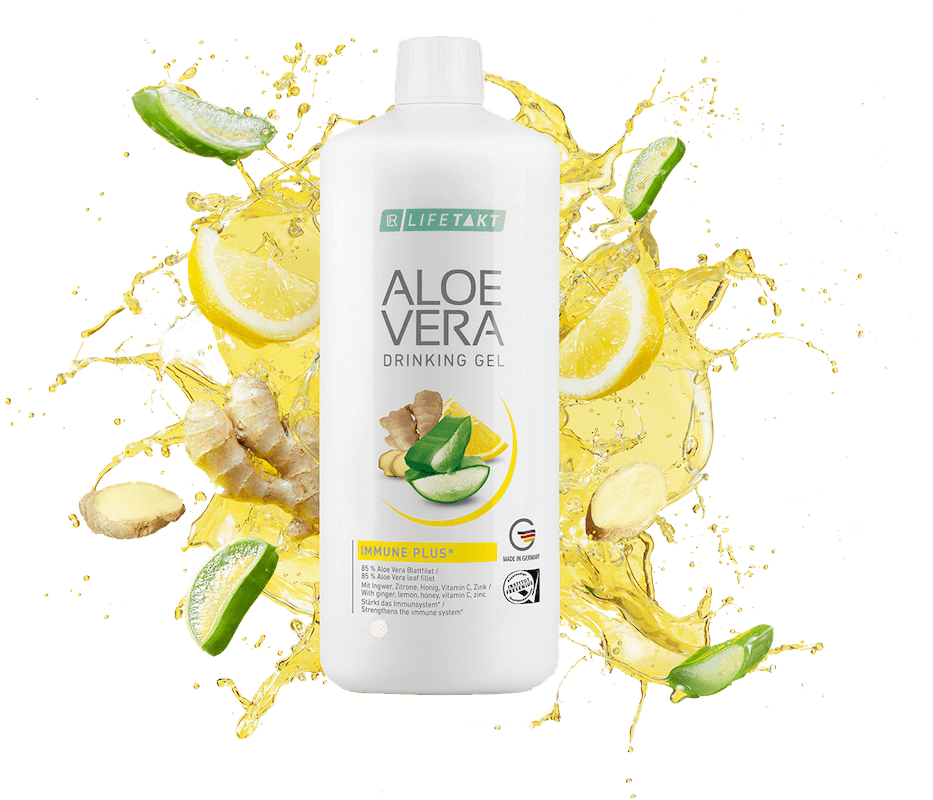 LR LIFETAKT
ALOE
VERA
DRINKING GEL
IMMUNE PLUS*
85 % Aloe Vera Blattfilet /
85 % Aloe Vera leaf fillet
Mit Ingwer, Zitrone, Honig, Vitamin C, Zink /
With ginger, lemon, honey, vitamin C, zinc
Stärkt das Immunsystem* /
Strengthens the immune system*
MADE IN GERMANY